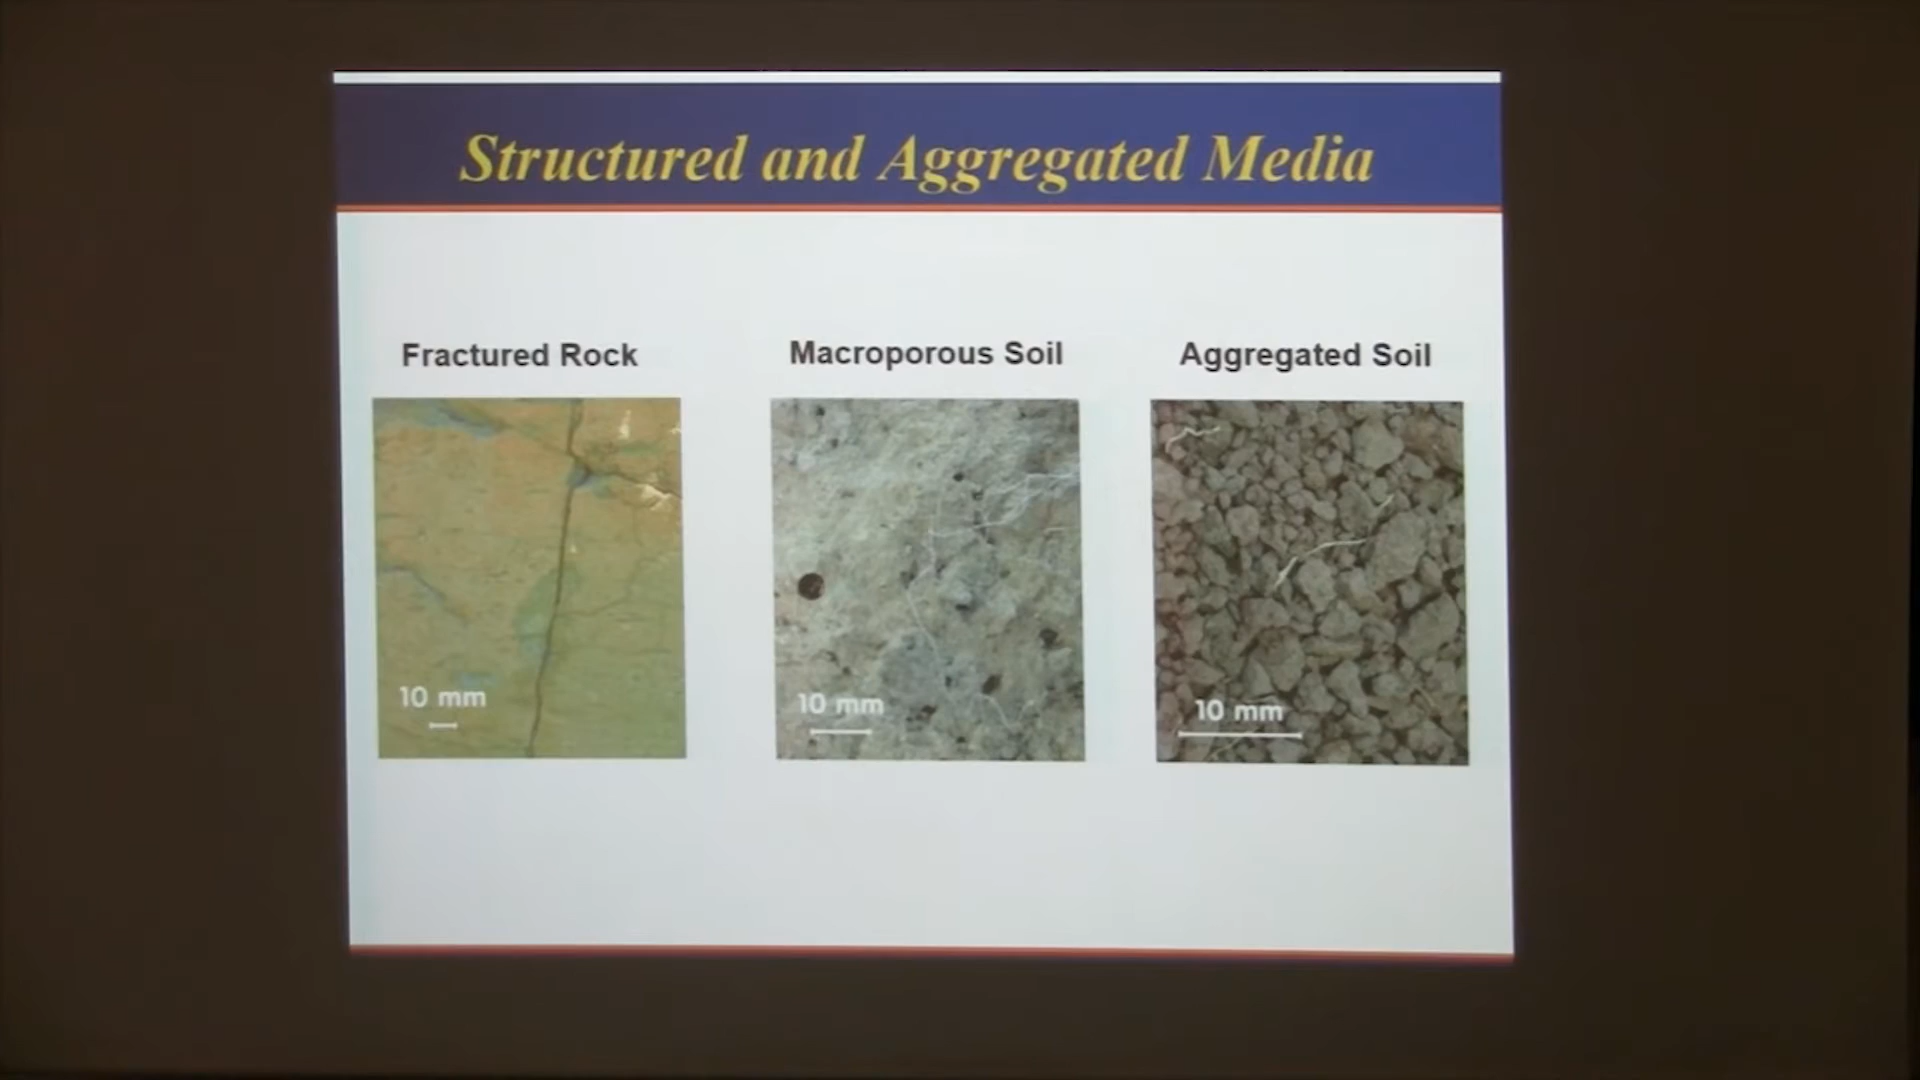 Structured and Aggregated Media
Fractured Rock
Macroporous Soil
Aggregated Soil
10 mm
10 mm
10 mm